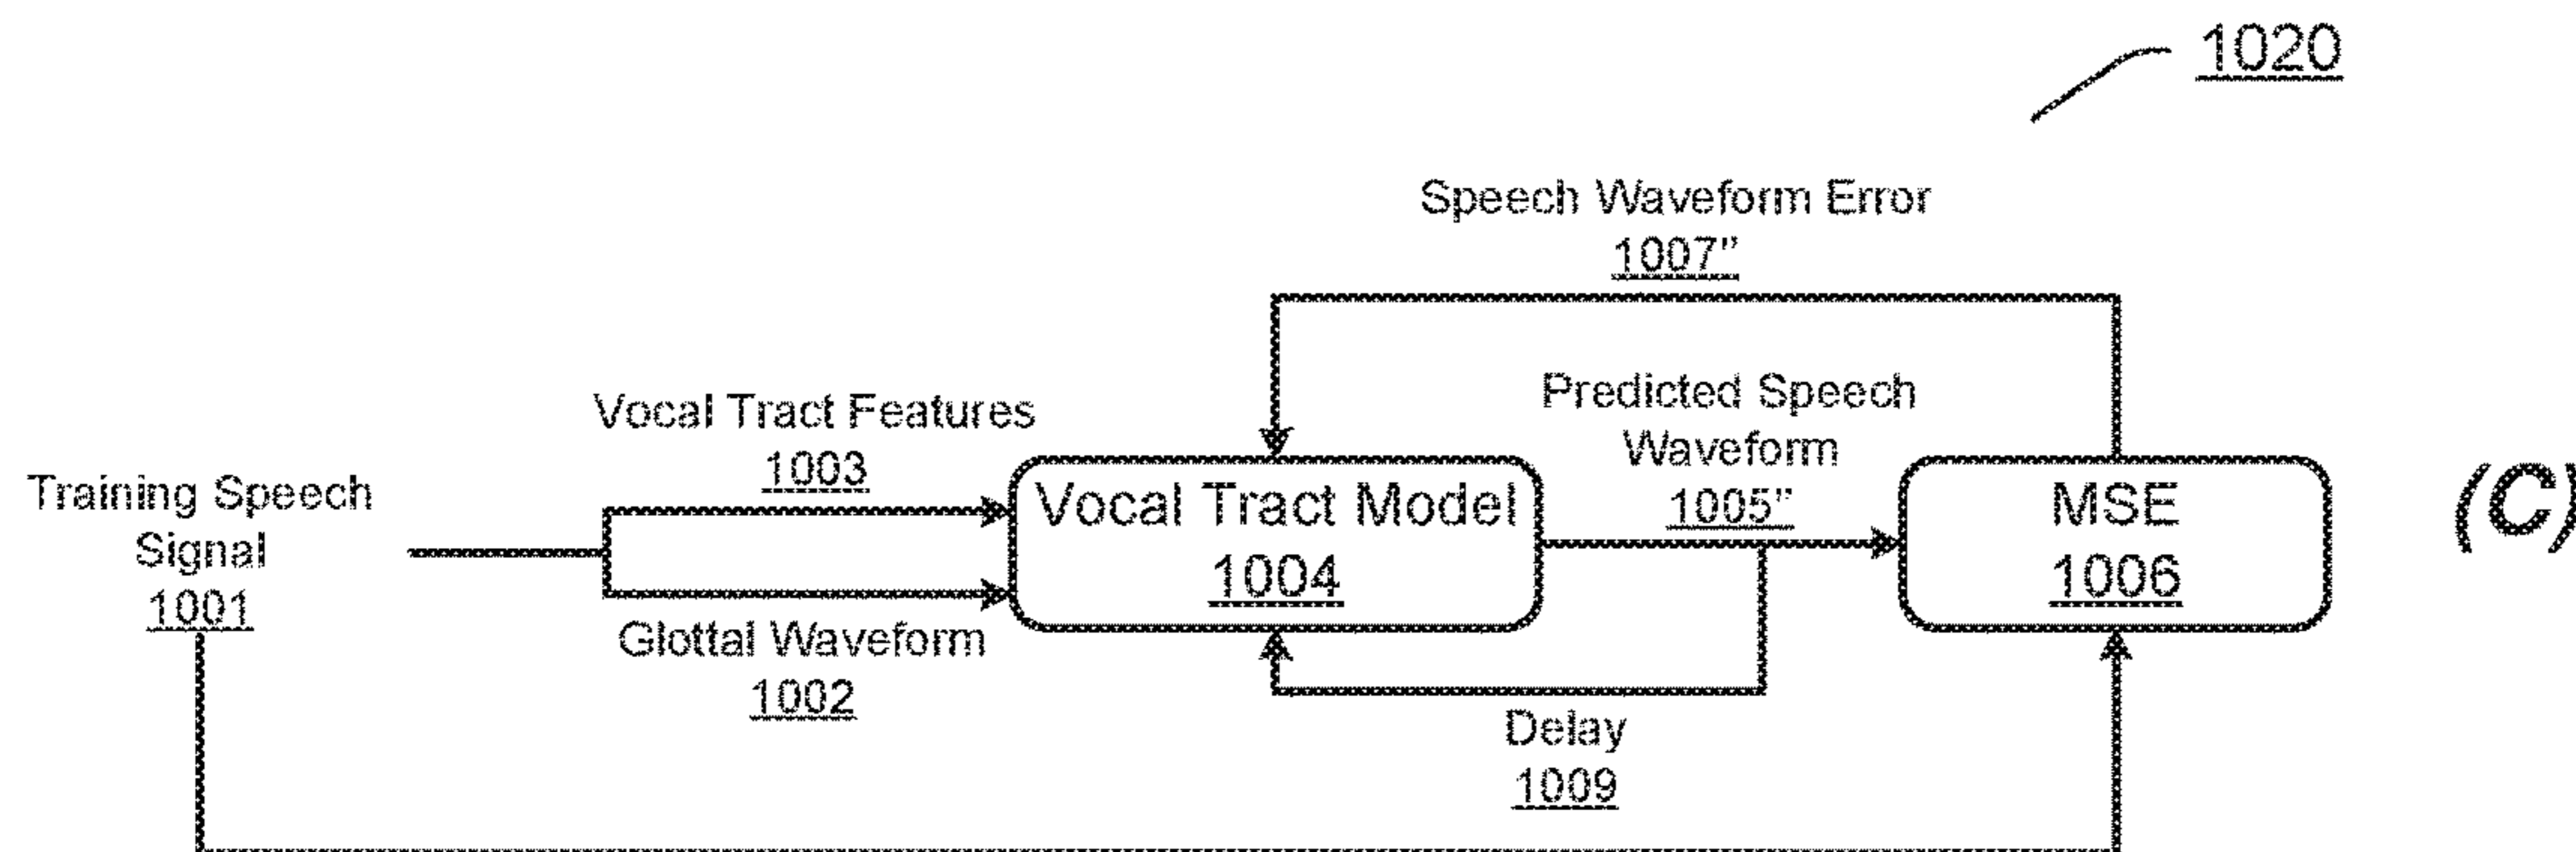 1020
Speech Waveform Error
1007"
Predicted Speech
Waveform
1005"
Vocal Tract Features
1003
Training Speech
Signal
1001
Glottal Waveform
1002
Vocal Tract Model
1004
MSE
1006
(C)
Delay
1009